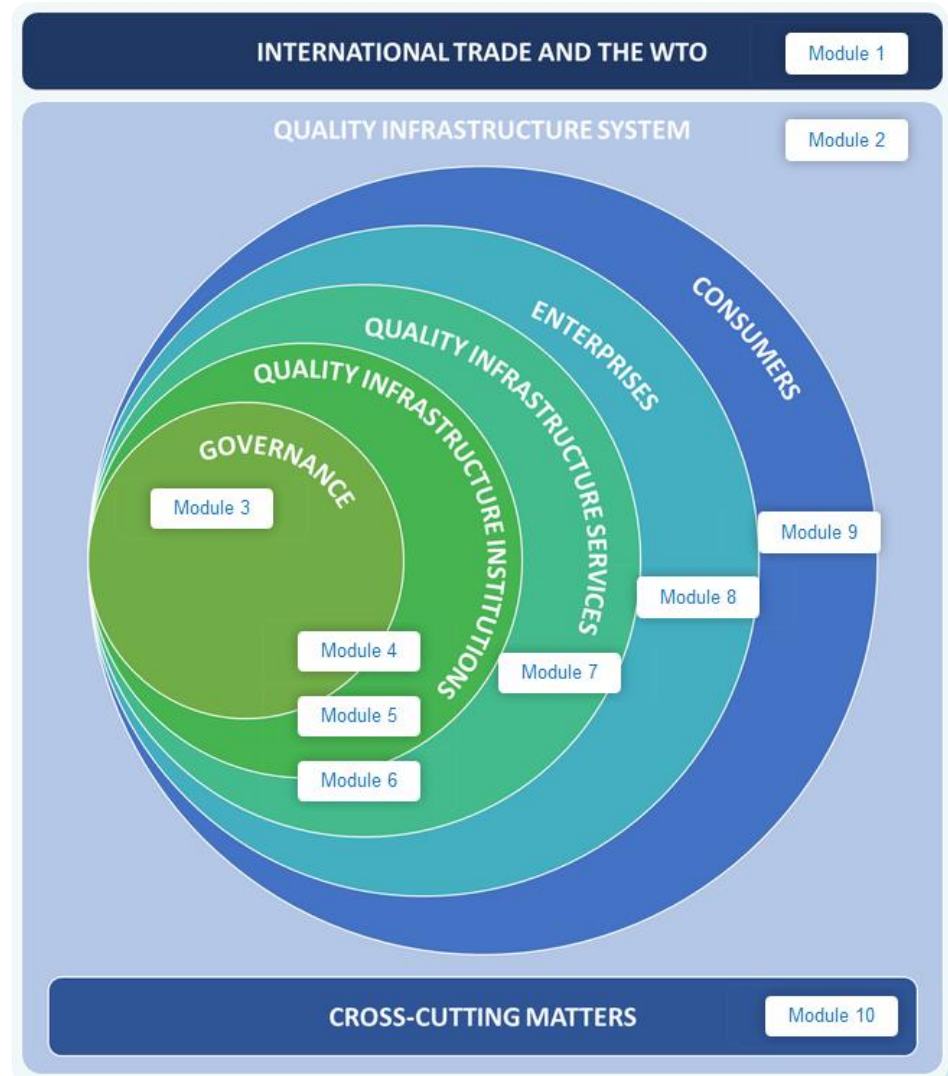 INTERNATIONAL TRADE AND THE WTO
Module 1
QUALITY INFRASTRUCTURE SYSTEM
Module 2
CONSUMERS
ENTERPRISES
QUALITY INFRASTRUCTURE SERVICES
QUALITY INFRASTRUCTURE INSTITUTIONS
GOVERNANCE
Module 3
Module 9
Module 8
Module 4
Module 7
Module 5
Module 6
CROSS-CUTTING MATTERS
Module 10